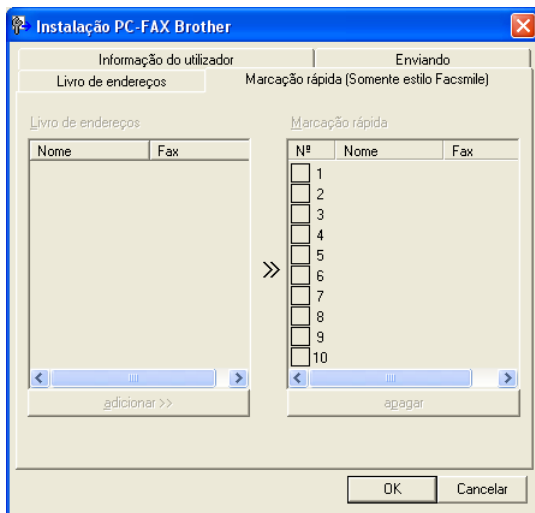 Instalação PC-FAX Brother
Informação do utilizador Enviando
Livro de endereços Marcação rápida (Somente estilo Facsmile)
Livro de endereços Marcação rápida
Nome Fax Nº Nome Fax
1
2
3
4
5
>>
6
7
8
9
10
adicionar >> apagar
OK Cancelar